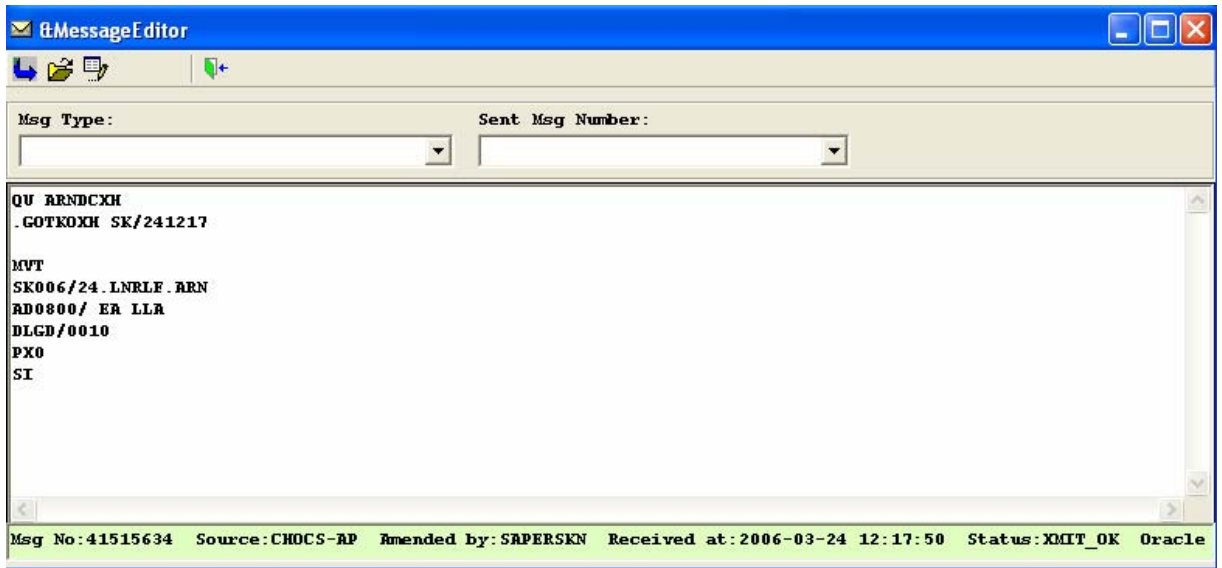 &MessageEditor
Msg Type: Sent Msg Number:
QU ARNDCXH
.GOTKOXH SK/241217
MVT
SK006/24.LNRLF.ARN
AD0800/ EA LLA
DLGD/0010
PX0
SI
Msg No:41515634 Source:CHOCS-AP Amended by:SAPERSKN Received at:2006-03-24 12:17:50 Status:XMIT_OK Oracle